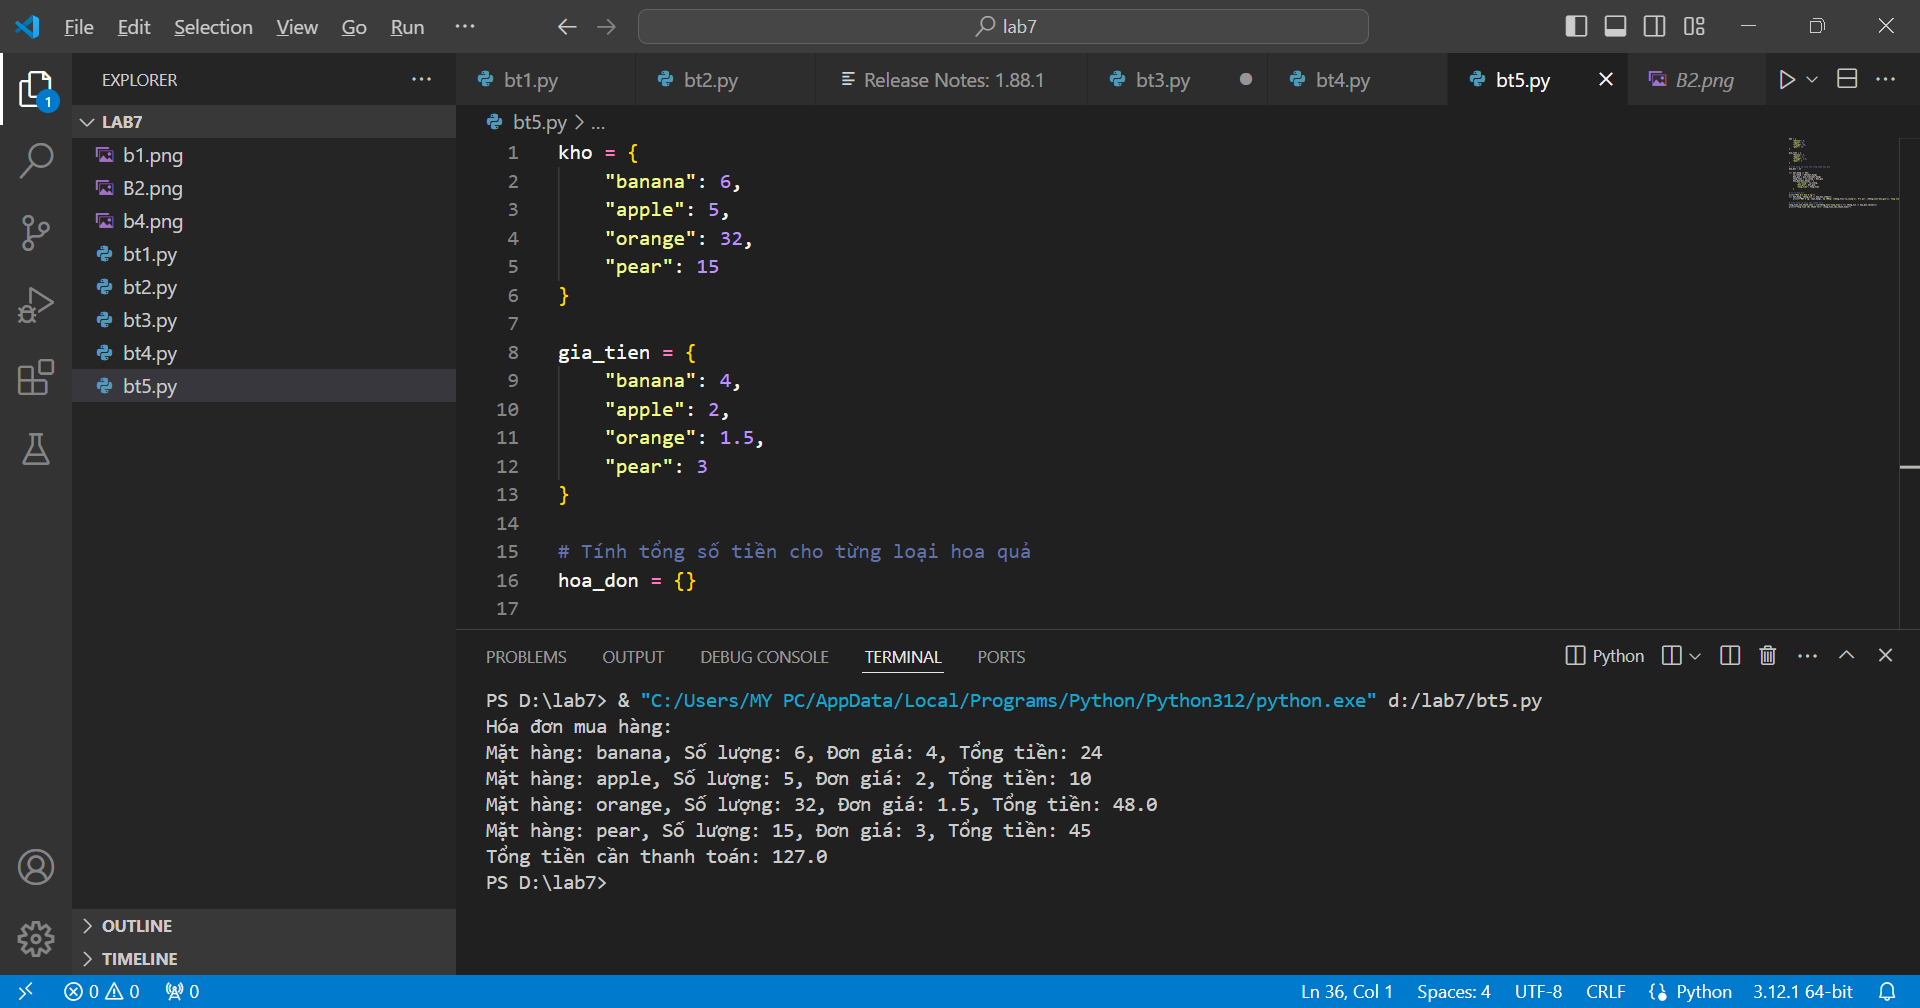 File Edit Selection View Go Run ··· lab7
EXPLORER ···
1
LAB7
b1.png
B2.png
b4.png
bt1.py
bt2.py
bt3.py
bt4.py
bt5.py
OUTLINE
TIMELINE
bt1.py bt2.py Release Notes: 1.88.1 bt3.py bt4.py bt5.py B2.png ···
bt5.py > ...
1 kho = {
2 "banana": 6,
3 "apple": 5,
4 "orange": 32,
5 "pear": 15
6 }
7
8 gia_tien = {
9 "banana": 4,
10 "apple": 2,
11 "orange": 1.5,
12 "pear": 3
13 }
14
15 # Tính tổng số tiền cho từng loại hoa quả
16 hoa_don = {}
17
PROBLEMS OUTPUT DEBUG CONSOLE TERMINAL PORTS Python ···
PS D:\lab7> & "C:/Users/MY PC/AppData/Local/Programs/Python/Python312/python.exe" d:/lab7/bt5.py
Hóa đơn mua hàng:
Mặt hàng: banana, Số lượng: 6, Đơn giá: 4, Tổng tiền: 24
Mặt hàng: apple, Số lượng: 5, Đơn giá: 2, Tổng tiền: 10
Mặt hàng: orange, Số lượng: 32, Đơn giá: 1.5, Tổng tiền: 48.0
Mặt hàng: pear, Số lượng: 15, Đơn giá: 3, Tổng tiền: 45
Tổng tiền cần thanh toán: 127.0
PS D:\lab7>
0 0 0 Ln 36, Col 1 Spaces: 4 UTF-8 CRLF Python 3.12.1 64-bit